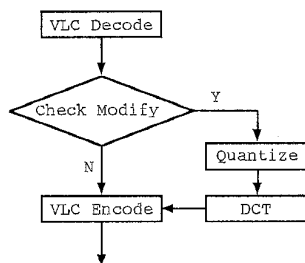 VLC Decode
Check Modify
Y
N
Quantize
VLC Encode
DCT